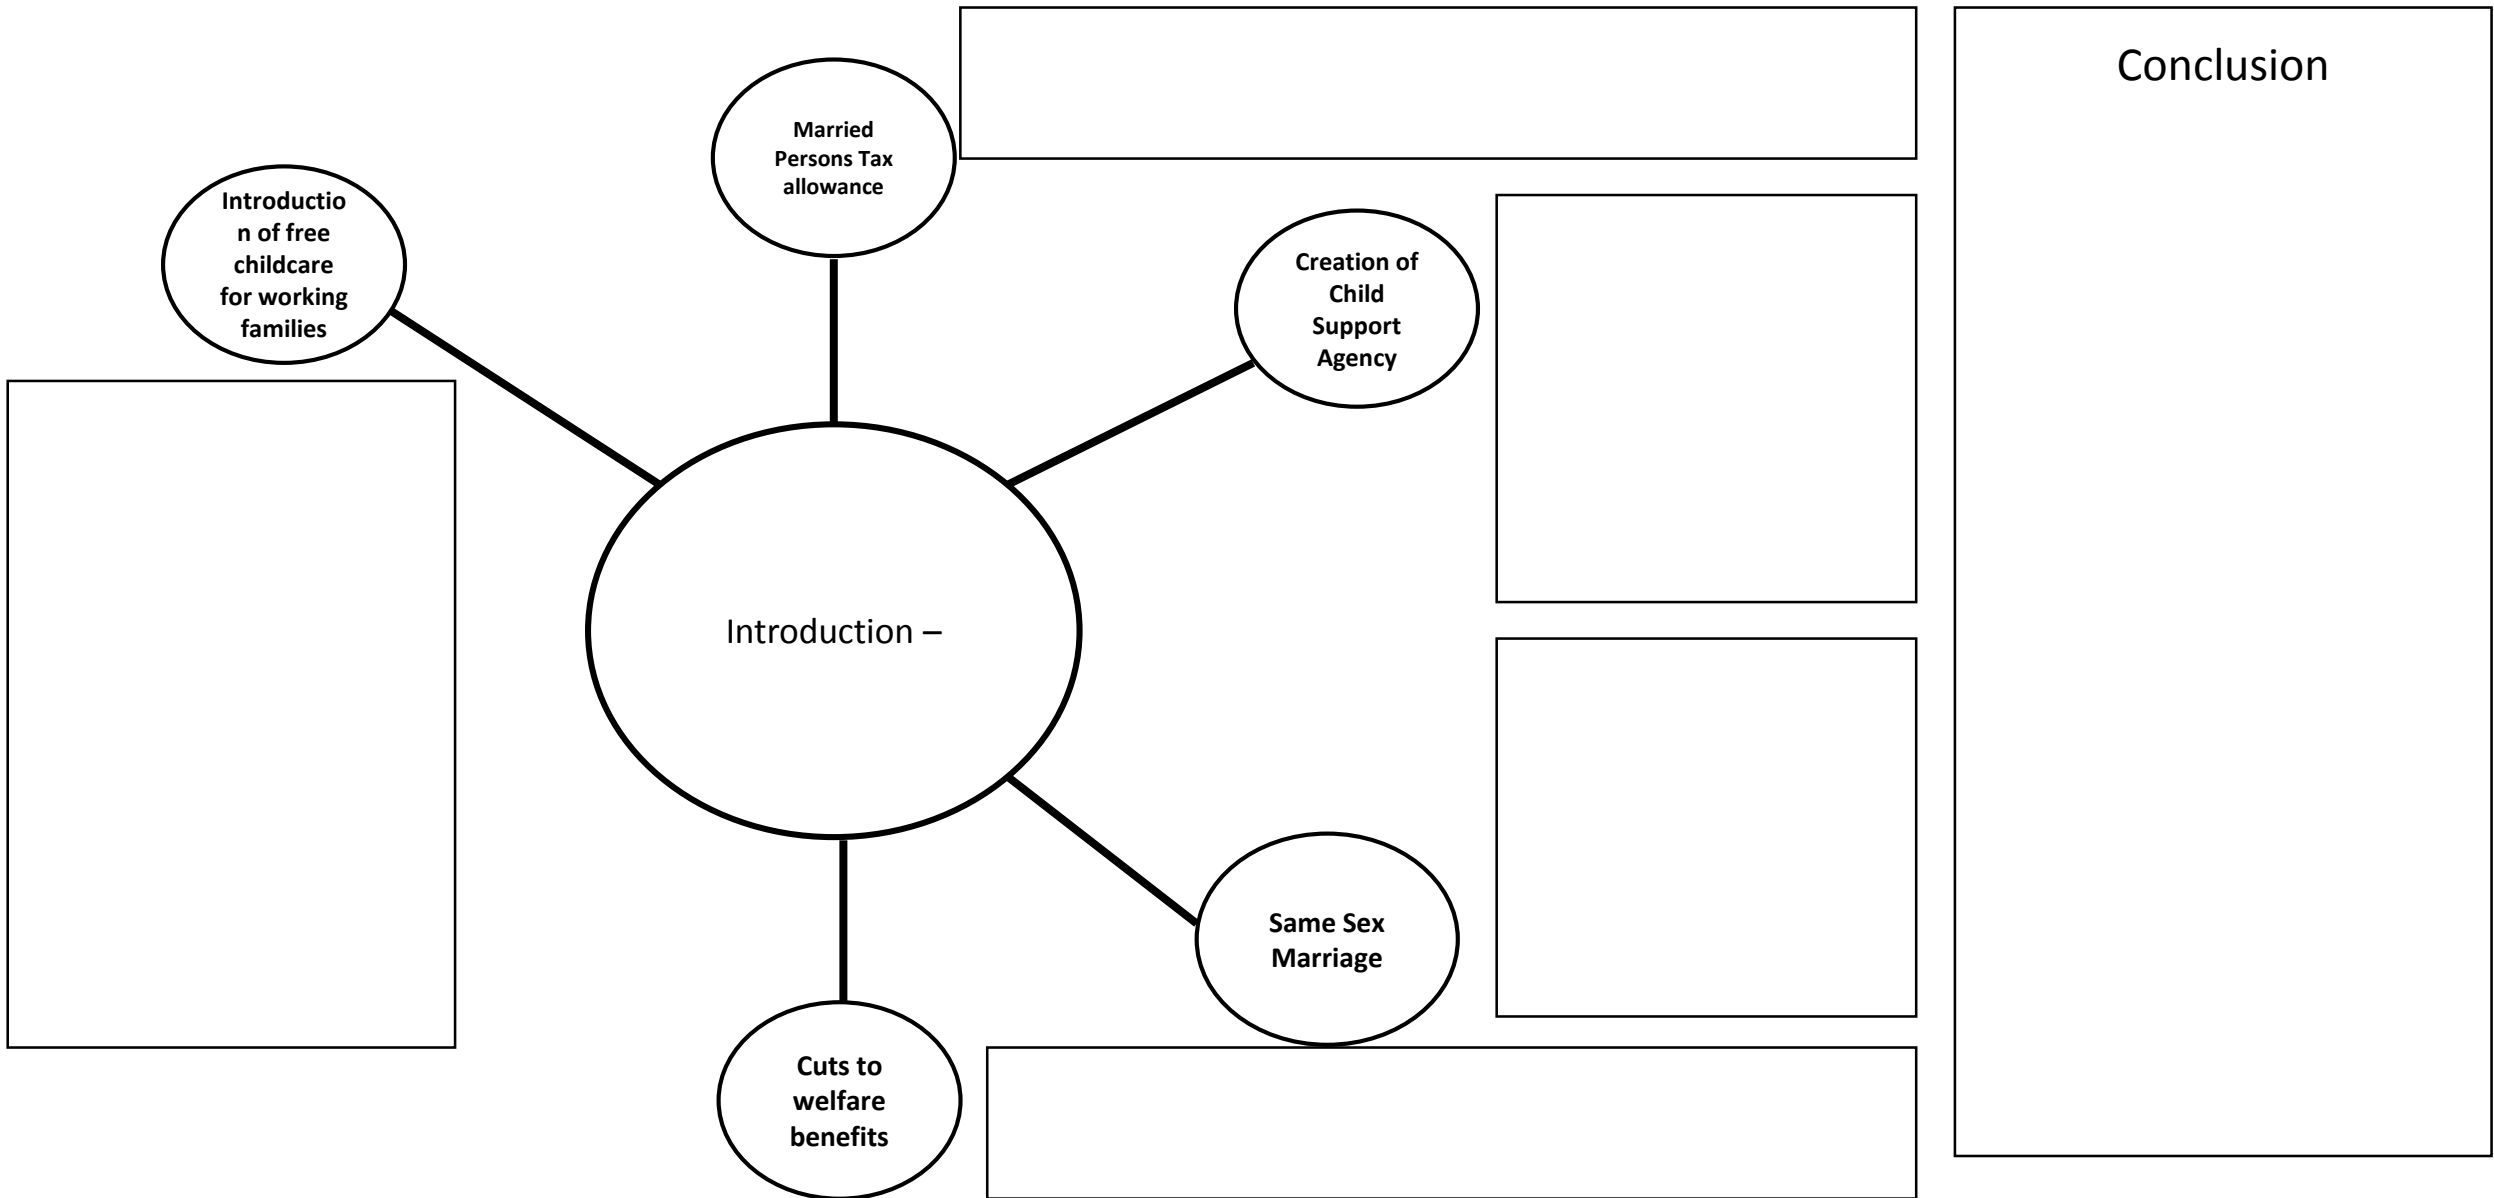 Married
Persons Tax
allowance
Conclusion
Introductio
n of free
childcare
for working
families
Creation of
Child
Support
Agency
Introduction –
Same Sex
Marriage
Cuts to
welfare
benefits